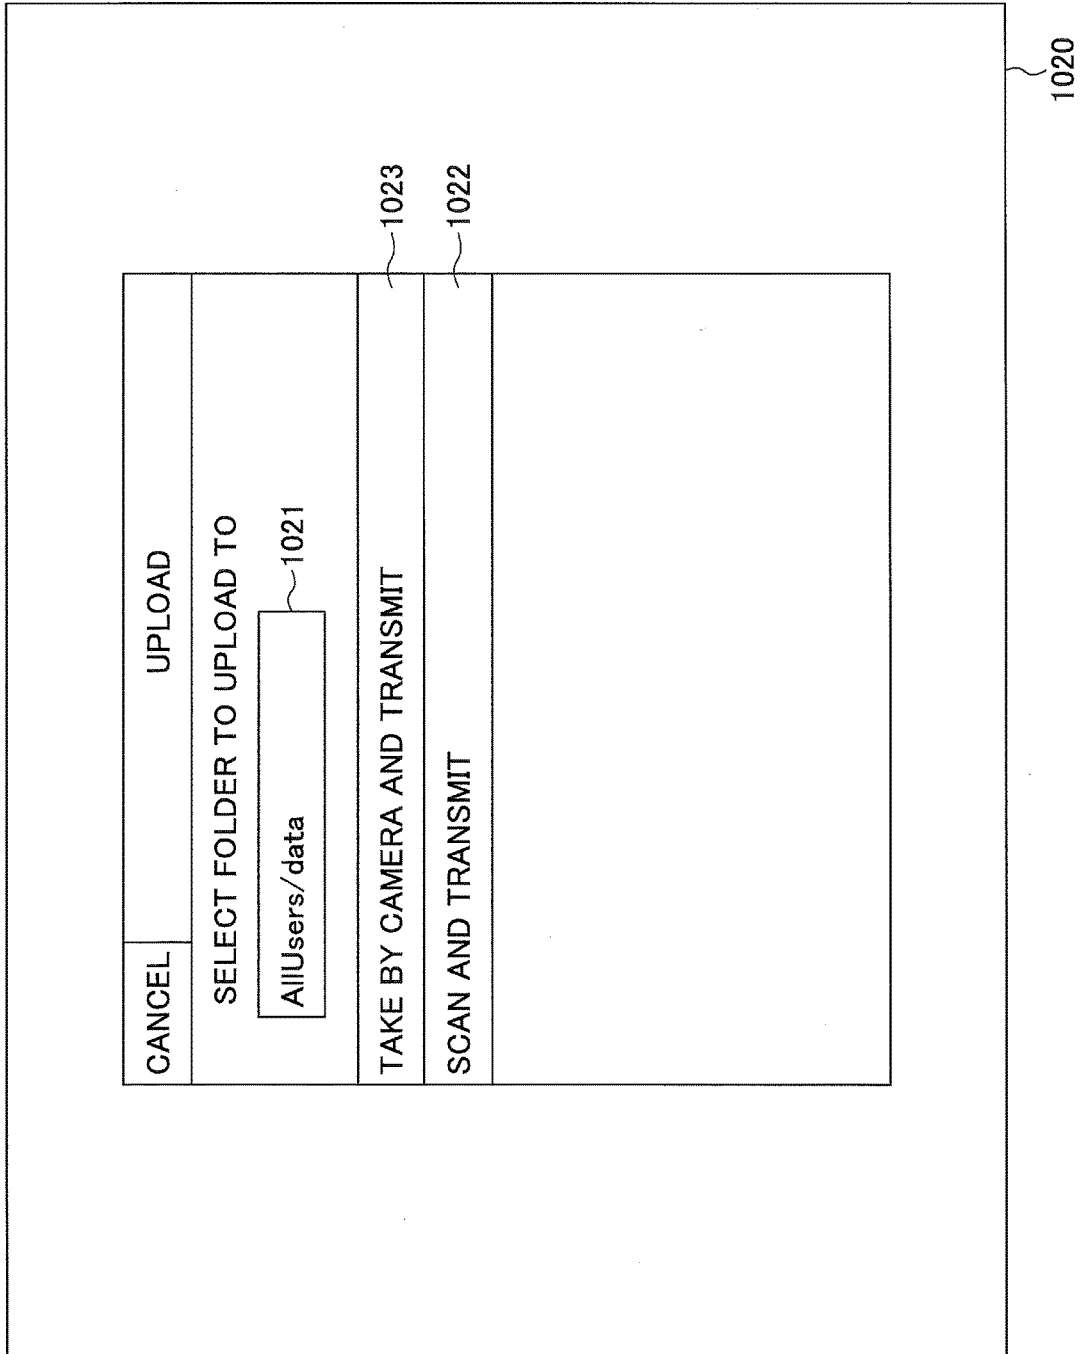 CANCEL UPLOAD
SELECT FOLDER TO UPLOAD TO
AllUsers/data 1021
TAKE BY CAMERA AND TRANSMIT 1023
SCAN AND TRANSMIT 1022
1020